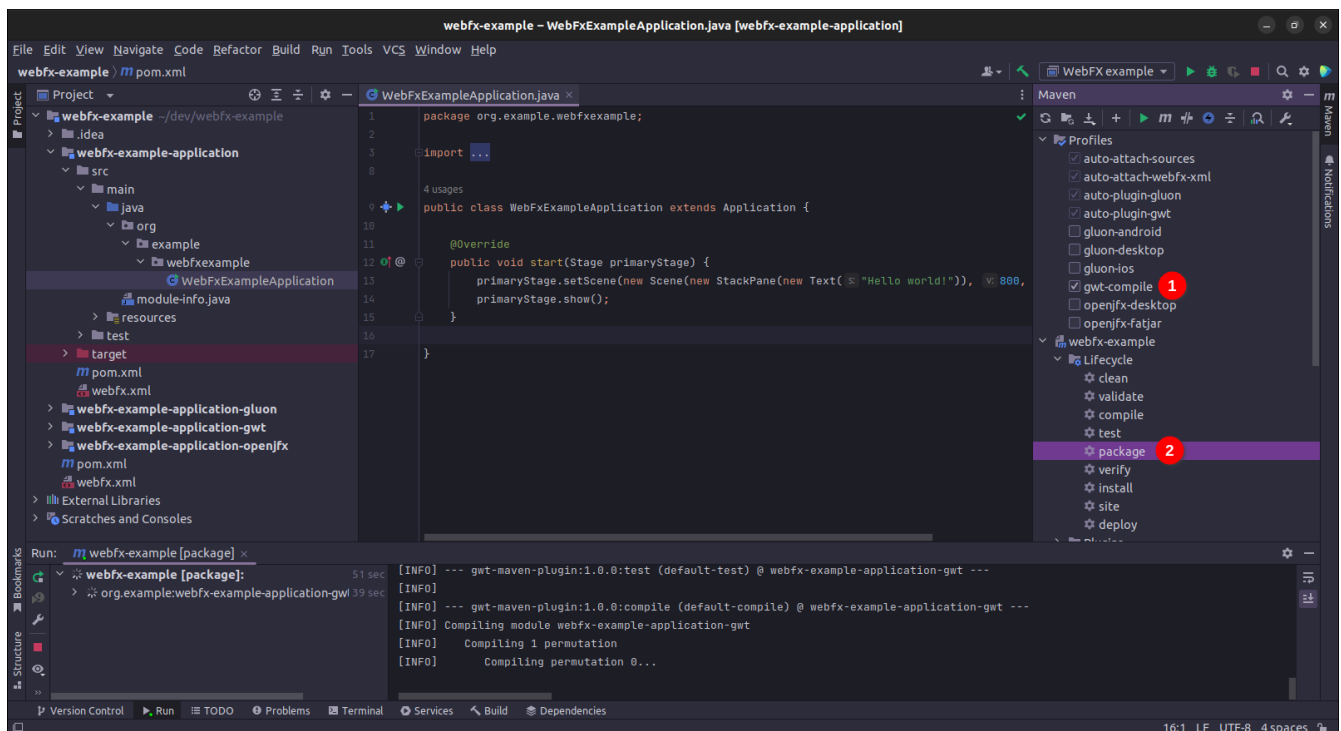 webfx-example – WebFxExampleApplication.java [webfx-example-application]
File Edit View Navigate Code Refactor Build Run Tools VCS Window Help
webfx-example 〉 m pom.xml
WebFX example
Project
Project
WebFxExampleApplication.java ×
Maven
m
Maven
Notifications
webfx-example ~/dev/webfx-example
.idea
webfx-example-application
src
main
java
org
example
webfxexample
WebFxExampleApplication
module-info.java
resources
test
target
m pom.xml
webfx.xml
webfx-example-application-gluon
webfx-example-application-gwt
webfx-example-application-openjfx
m pom.xml
webfx.xml
External Libraries
Scratches and Consoles
1 package org.example.webfxexample;
2
3 import ...
8
4 usages
9 public class WebFxExampleApplication extends Application {
10
11 @Override
12 @ public void start(Stage primaryStage) {
13 primaryStage.setScene(new Scene(new StackPane(new Text( s: "Hello world!")), v: 800,
14 primaryStage.show();
15 }
16
17 }
m
Profiles
auto-attach-sources
auto-attach-webfx-xml
auto-plugin-gluon
auto-plugin-gwt
gluon-android
gluon-desktop
gluon-ios
gwt-compile 1
openjfx-desktop
openjfx-fatjar
webfx-example
Lifecycle
clean
validate
compile
test
package 2
verify
install
site
deploy
Bookmarks
Structure
Run: m webfx-example [package] ×
webfx-example [package]: 51 sec
org.example:webfx-example-application-gwt 39 sec
[INFO] --- gwt-maven-plugin:1.0.0:test (default-test) @ webfx-example-application-gwt ---
[INFO]
[INFO] --- gwt-maven-plugin:1.0.0:compile (default-compile) @ webfx-example-application-gwt ---
[INFO] Compiling module webfx-example-application-gwt
[INFO] Compiling 1 permutation
[INFO] Compiling permutation 0...
Version Control Run TODO Problems Terminal Services Build Dependencies
16:1 LF UTF-8 4 spaces